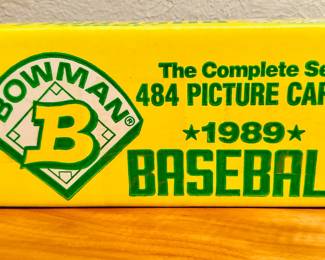 BOWMAN®
B
The Complete Se
484 PICTURE CAR
★1989★
BASEBAL